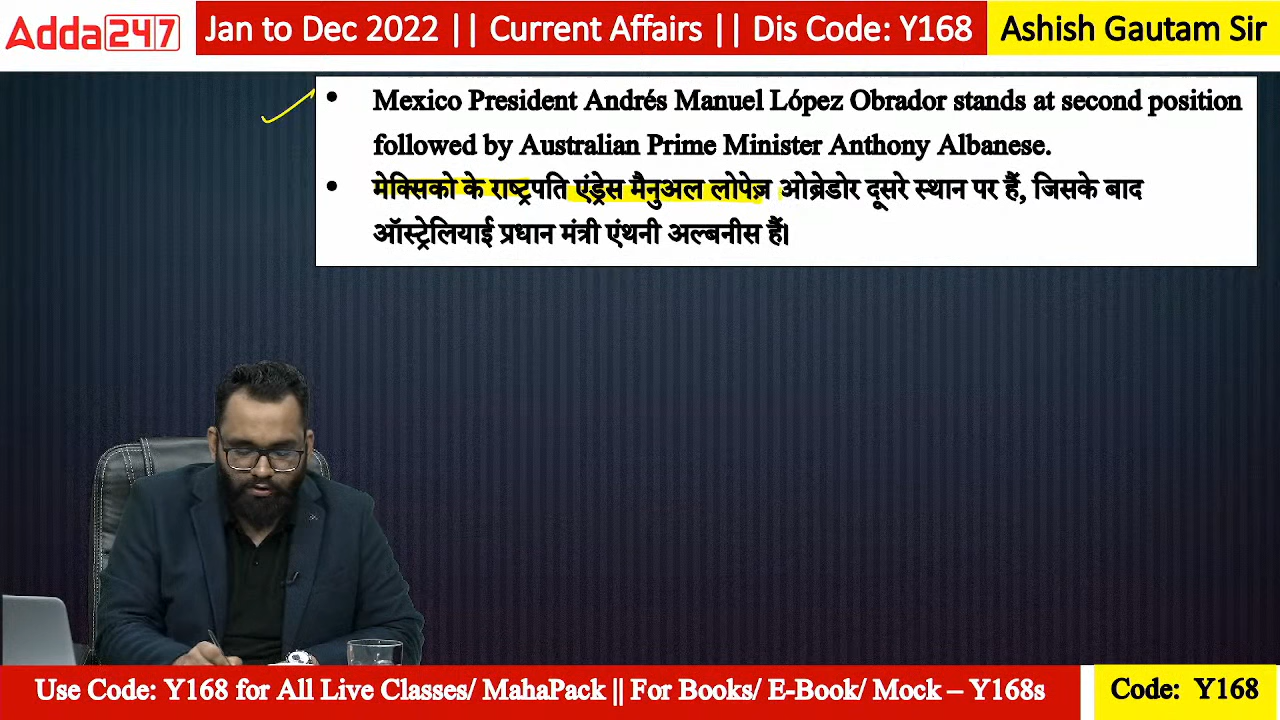 Adda247
Jan to Dec 2022 || Current Affairs || Dis Code: Y168
Ashish Gautam Sir
• Mexico President Andrés Manuel López Obrador stands at second position
followed by Australian Prime Minister Anthony Albanese.
• मेक्सिको के राष्ट्रपति एंड्रेस मैनुअल लोपेज़ ओब्रेडोर दूसरे स्थान पर हैं, जिसके बाद
ऑस्ट्रेलियाई प्रधान मंत्री एंथनी अल्बनीस हैं।
Use Code: Y168 for All Live Classes/ MahaPack || For Books/ E-Book/ Mock – Y168s
Code: Y168